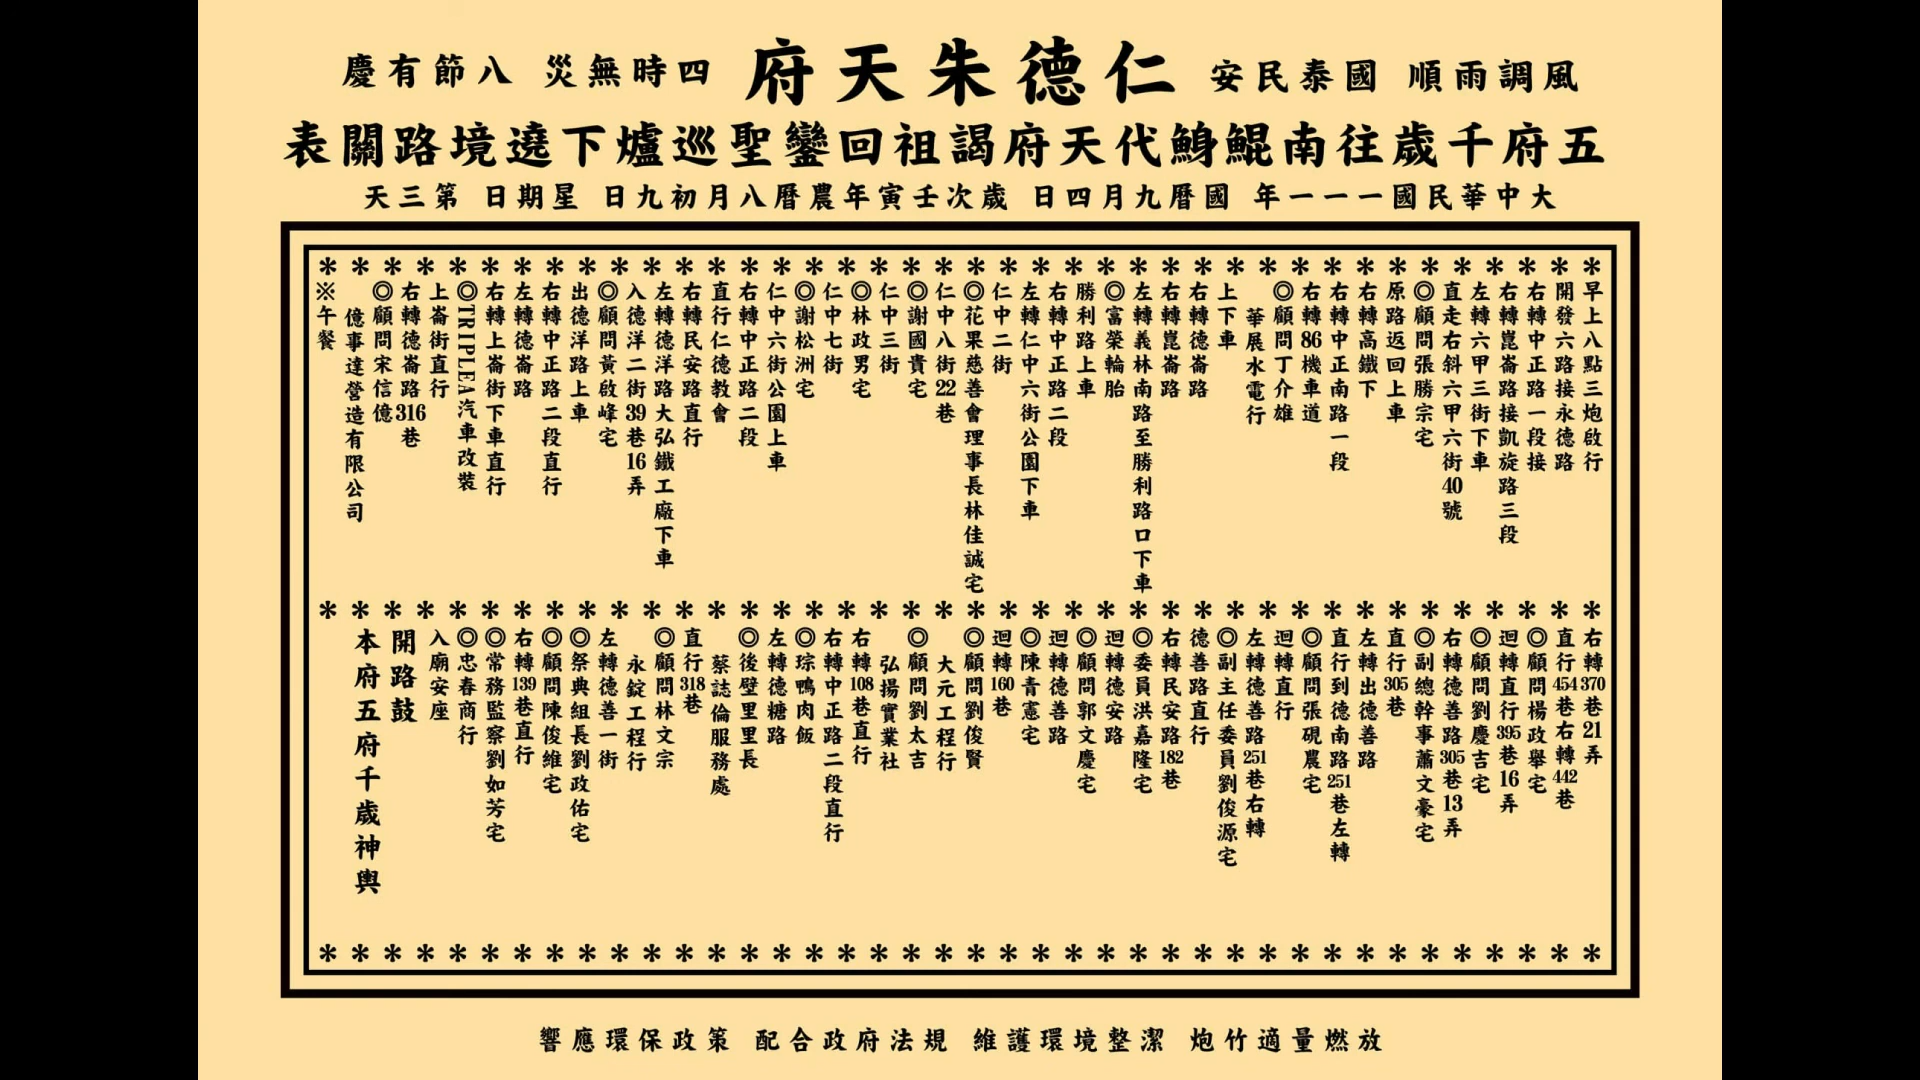 風調雨順 國泰民安 仁德朱天府 四時無災 八節有慶
五府千歲往南鯤鯓代天府謁祖回鑾聖巡爐下遶境路關表
大中華民國一一一年 國曆九月四日 歲次壬寅年農曆八月初九日 星期日 第三天
早上八點三炮啟行
開發六路接永德路
右轉中正路一段接
右轉崑崙路接凱旋路三段
左轉六甲三街下車
直走右斜六甲六街40號
◎顧問張勝宗宅
原路返回上車
右轉高鐵下
右轉中正南路一段
右轉86機車道
◎顧問丁介雄
華展水電行
上下車
右轉德崙路
右轉崑崙路
左轉義林南路至勝利路口下車
◎富榮輪胎
勝利路上車
右轉中正路二段
左轉仁中六街公園下車
仁中二街
◎花果慈善會理事長林佳誠宅
仁中八街22巷
◎謝國貴宅
仁中三街
◎林政男宅
仁中七街
◎謝松洲宅
仁中六街公園上車
右轉中正路二段
直行仁德教會
右轉民安路直行
左轉德洋路大弘鐵工廠下車
入德洋二街39巷16弄
◎顧問黃啟峰宅
出德洋路上車
右轉中正路二段直行
左轉德崙路
右轉上崙街下車直行
◎TRIPLEA汽車改裝
上崙街直行
右轉德崙路316巷
◎顧問宋信億
億事達營造有限公司
※午餐
右轉370巷21弄
直行454巷右轉442巷
◎顧問楊政舉宅
迴轉直行395巷16弄
◎顧問劉慶吉宅
右轉德善路305巷13弄
◎副總幹事蕭文豪宅
直行305巷
左轉出德善路
直行到德南路251巷左轉
◎顧問張硯農宅
迴轉直行
左轉德善路251巷右轉
◎副主任委員劉俊源宅
德善路直行
右轉民安路182巷
◎委員洪嘉隆宅
迴轉德安路
◎顧問郭文慶宅
迴轉德善路
◎陳青憲宅
迴轉160巷
◎顧問劉俊賢
大元工程行
◎顧問劉太吉
弘揚實業社
右轉108巷直行
右轉中正路二段直行
◎琮鴨肉飯
左轉德糖路
◎後壁里里長
蔡誌倫服務處
直行318巷
◎顧問林文宗
永錠工程行
左轉德善一街
◎祭典組長劉政佑宅
◎顧問陳俊維宅
右轉139巷直行
◎常務監察劉如芳宅
◎忠春商行
入廟安座
開路鼓
本府五府千歲神輿
響應環保政策 配合政府法規 維護環境整潔 炮竹適量燃放